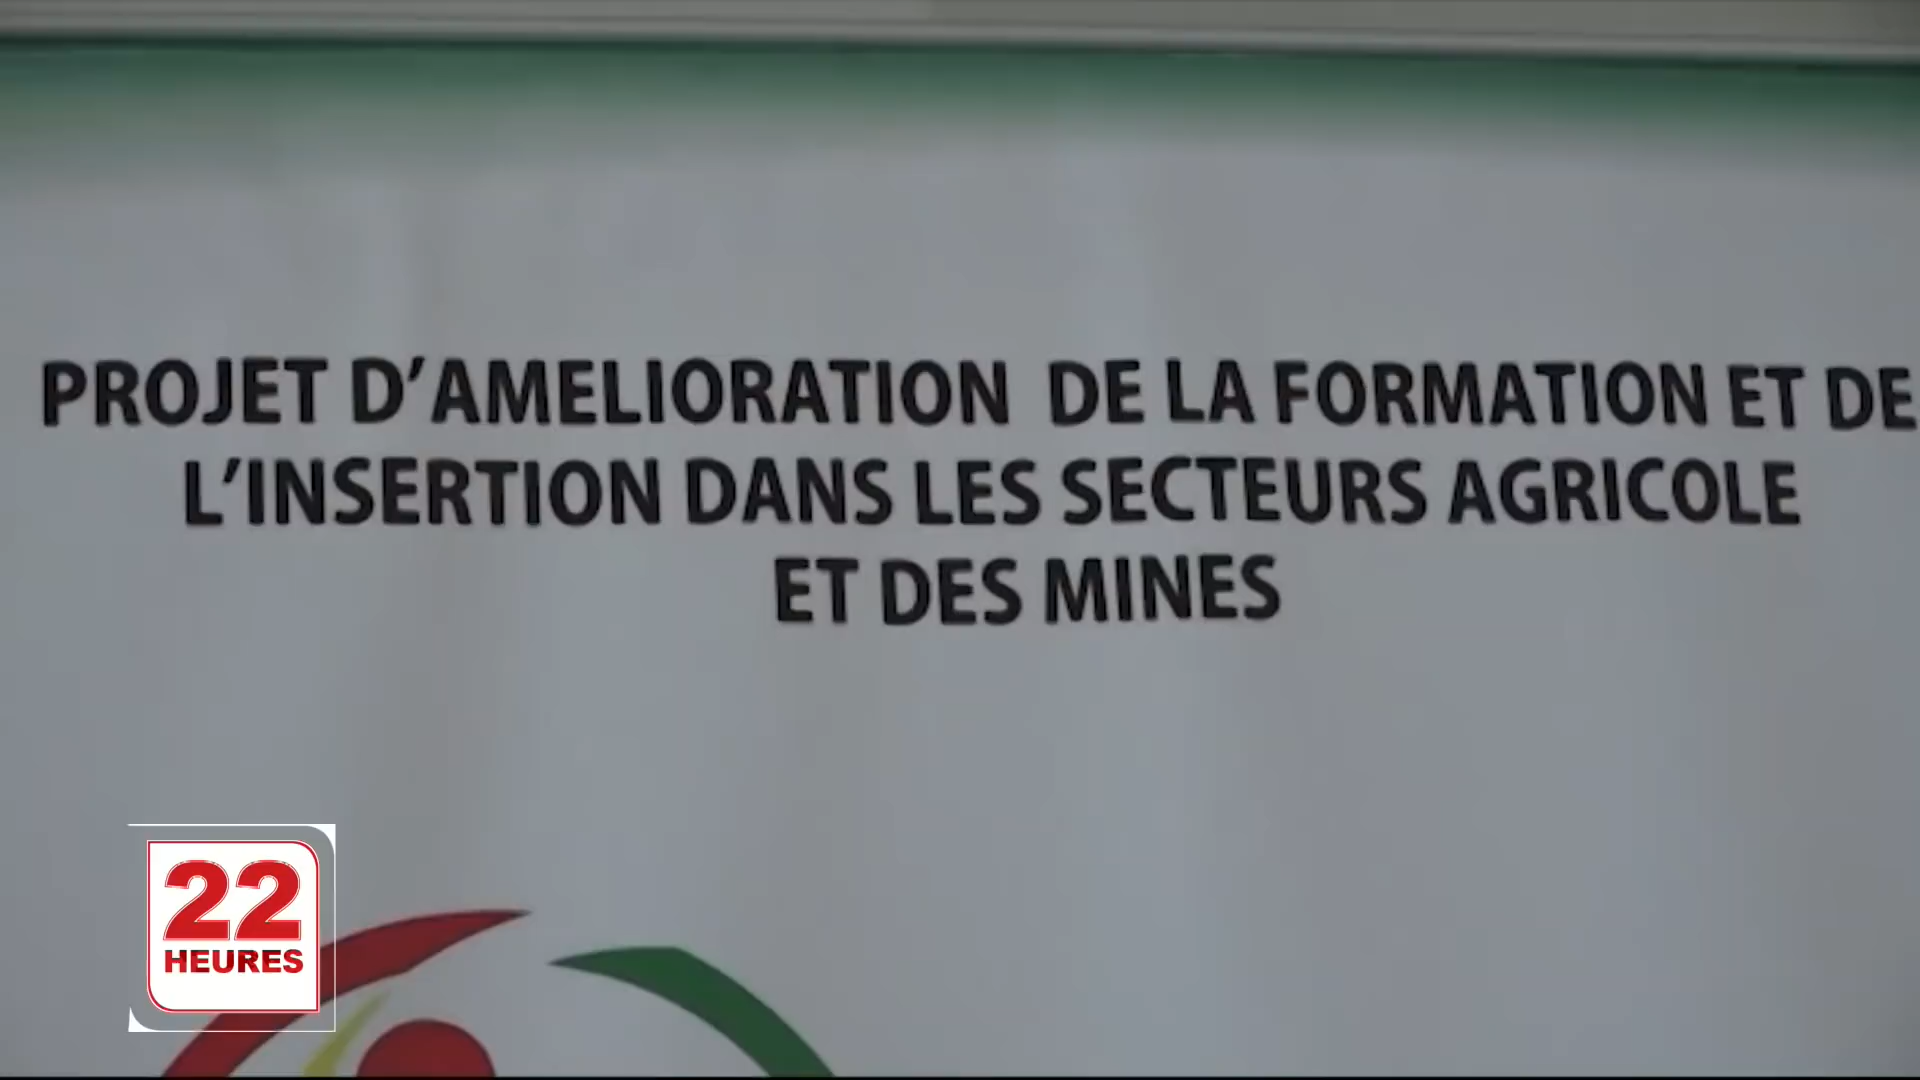 PROJET D'AMELIORATION DE LA FORMATION ET DE
L'INSERTION DANS LES SECTEURS AGRICOLE
ET DES MINES
22
HEURES